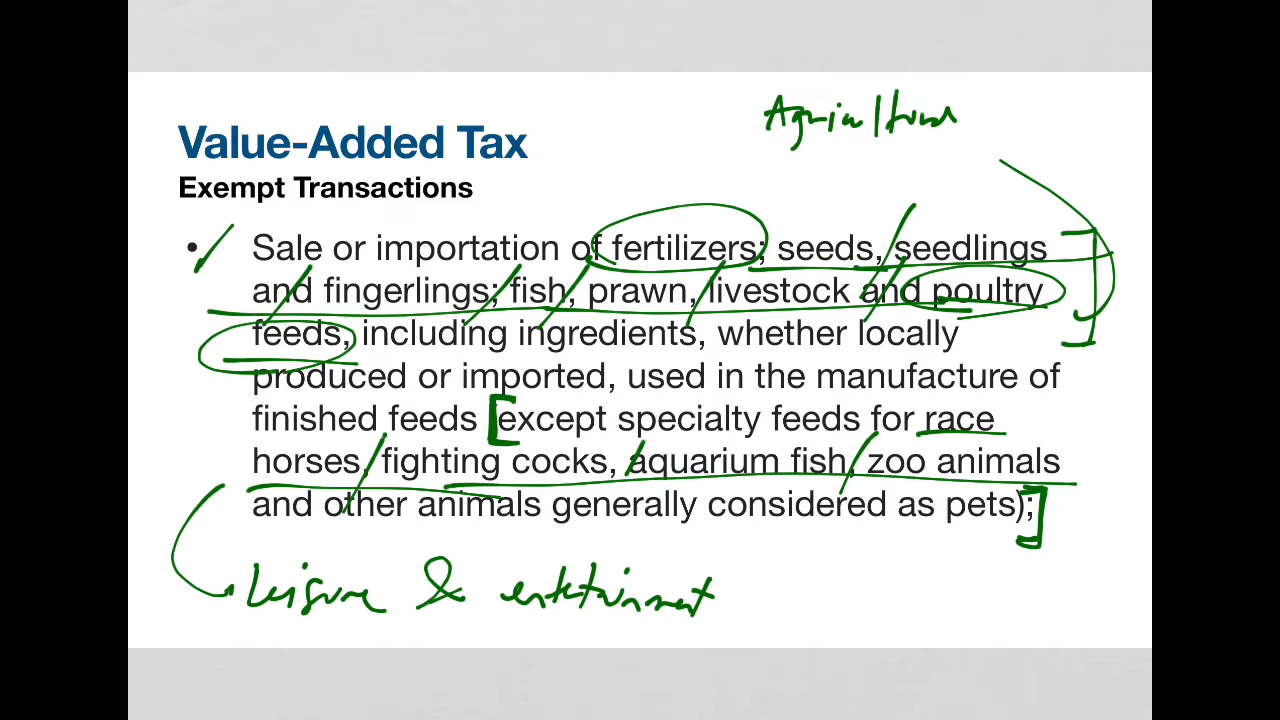 Agricultural
Value-Added Tax
Exempt Transactions
• Sale or importation of fertilizers; seeds, seedlings
and fingerlings; fish, prawn, livestock and poultry
feeds, including ingredients, whether locally
produced or imported, used in the manufacture of
finished feeds (except specialty feeds for race
horses, fighting cocks, aquarium fish, zoo animals
and other animals generally considered as pets);
Leisure & entertainment